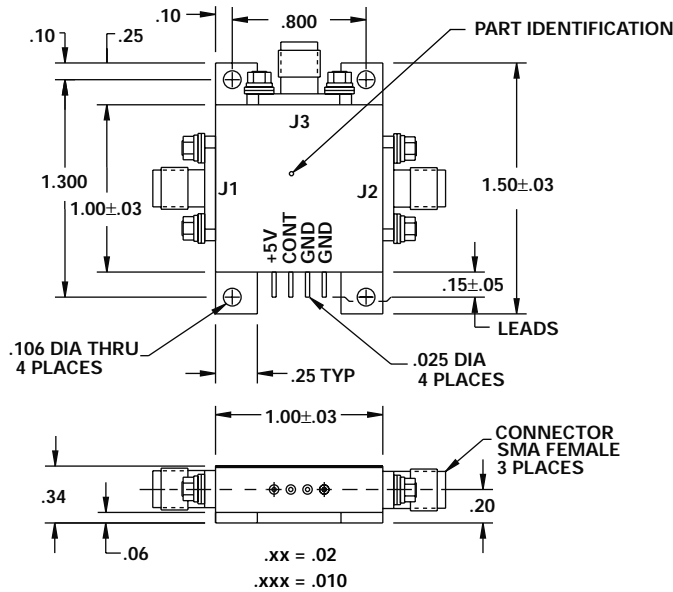 .10
.800
PART IDENTIFICATION
.10
.25
J3
1.300
1.00±.03
J1
J2
1.50±.03
+5V
CONT
GND
GND
.15±.05
LEADS
.106 DIA THRU
4 PLACES
.25 TYP
.025 DIA
4 PLACES
1.00±.03
CONNECTOR
SMA FEMALE
3 PLACES
.34
.20
.06
.xx = .02
.xxx = .010